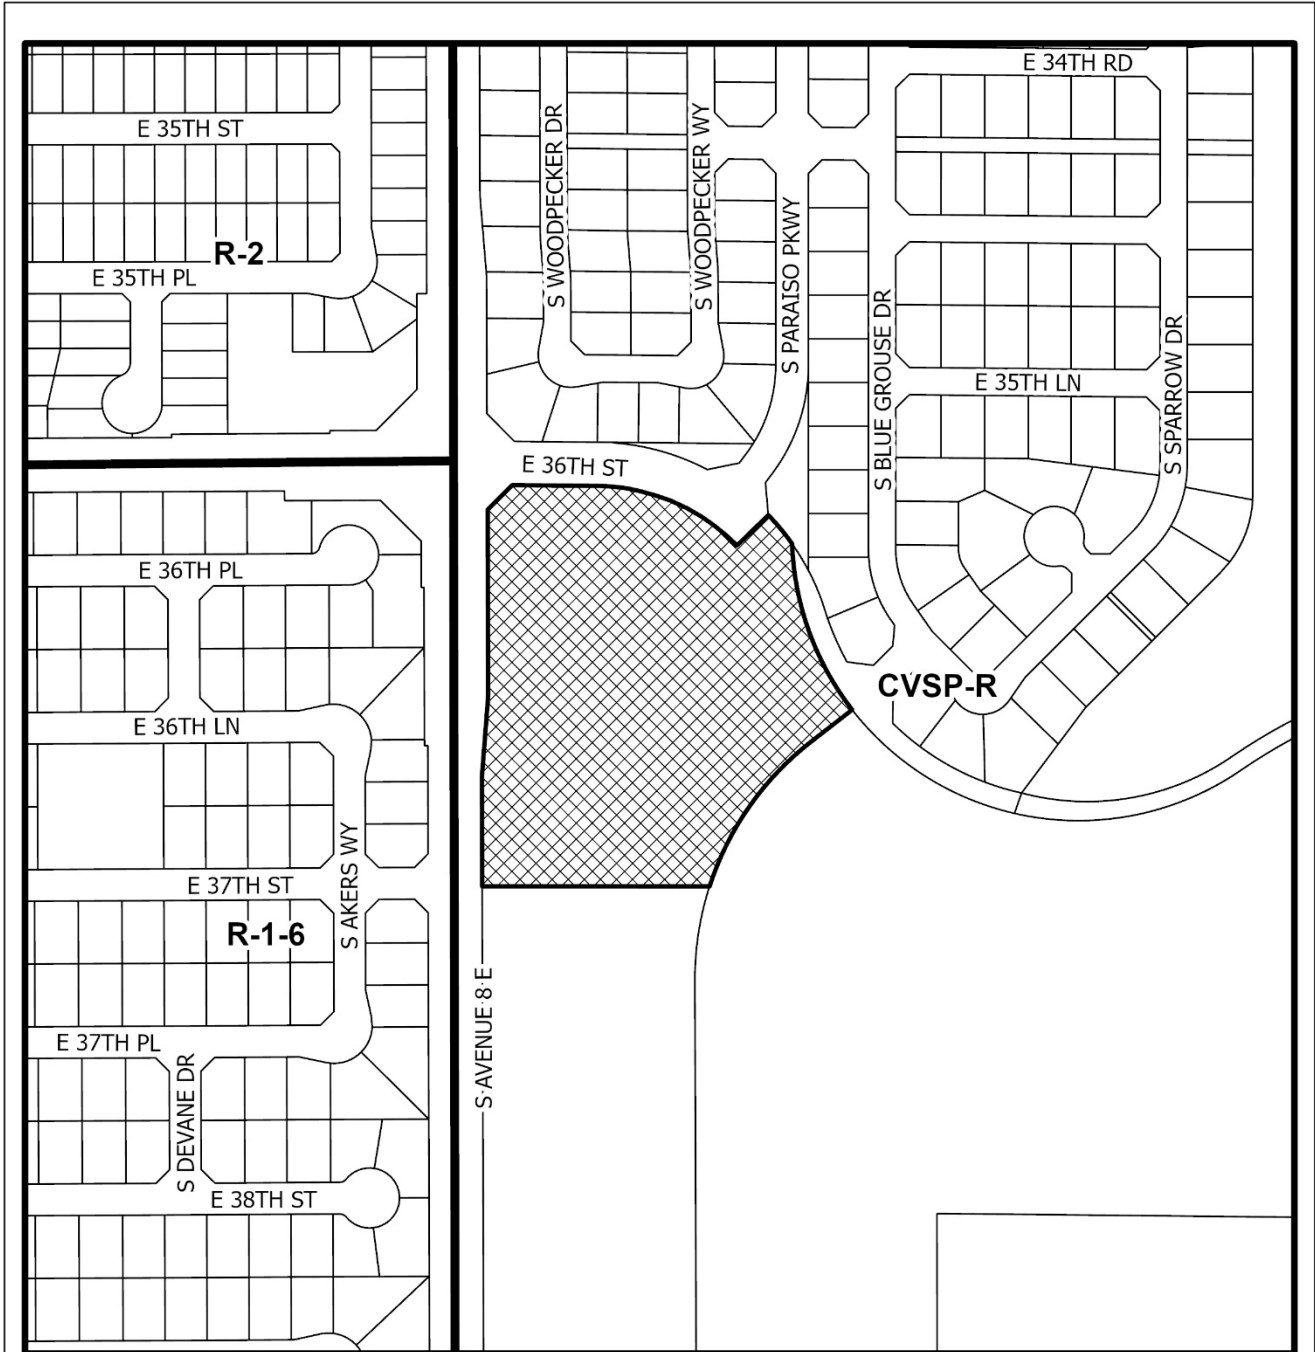 E 34TH RD
E 35TH ST
S WOODPECKER DR
S WOODPECKER WY
S PARAISO PKWY
R-2
E 35TH PL
S BLUE GROUSE DR
S SPARROW DR
E 35TH LN
E 36TH ST
E 36TH PL
CVSP-R
E 36TH LN
S AKERS WY
E 37TH ST
R-1-6
S AVENUE 8 E
E 37TH PL
S DEVANE DR
E 38TH ST